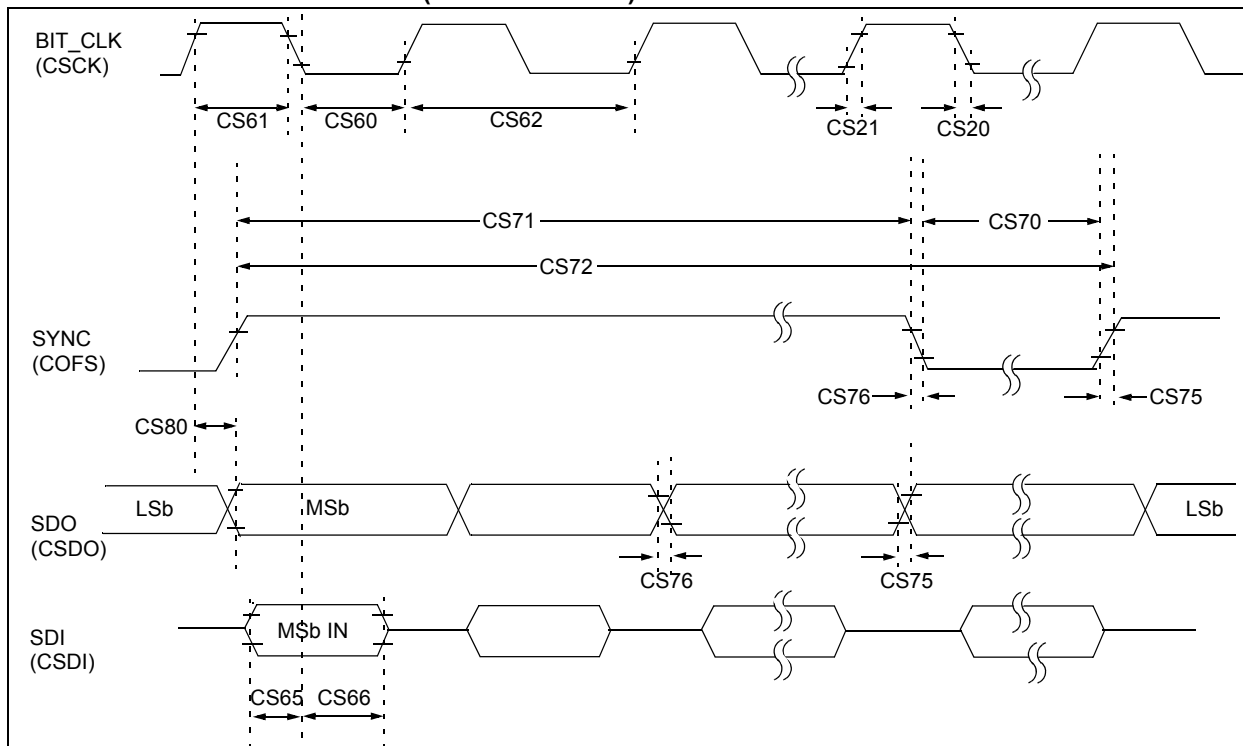 BIT_CLK
(CSCK)
CS61
CS60
CS62
CS21
CS20
CS71
CS70
CS72
SYNC
(COFS)
CS76
CS75
CS80
LSb
MSb
LSb
SDO
(CSDO)
CS76
CS75
MSb IN
SDI
(CSDI)
CS65
CS66